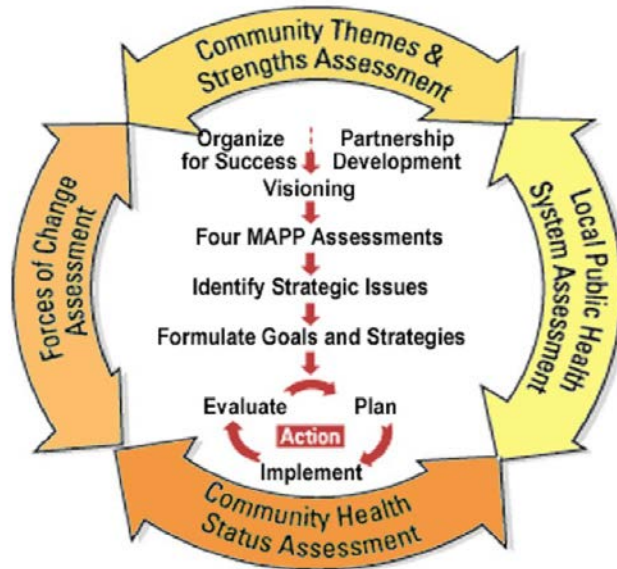 Community Themes &
Strengths Assessment
Organize
for Success
Partnership
Development
Visioning
Four MAPP Assessments
Identify Strategic Issues
Formulate Goals and Strategies
Evaluate
Plan
Action
Implement
Forces of Change
Assessment
Local Public Health
System Assessment
Community Health
Status Assessment